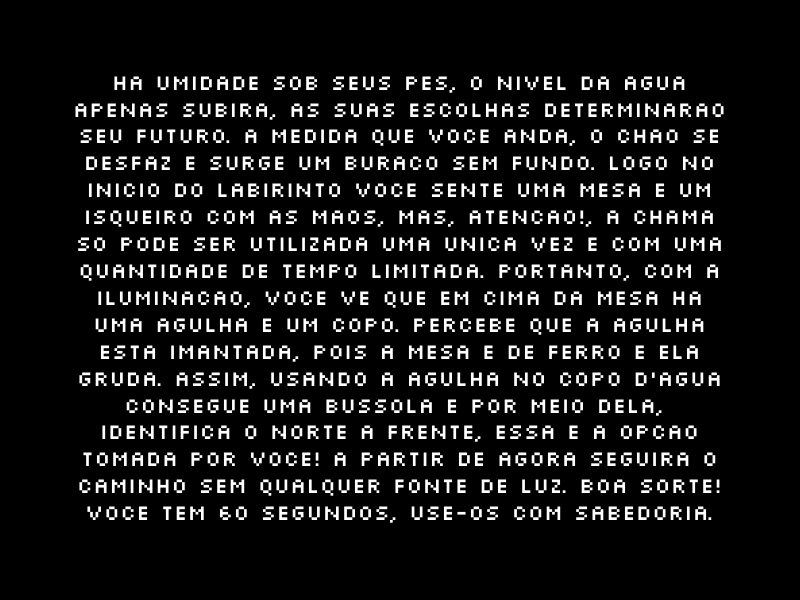 HA UMIDADE SOB SEUS PES, O NIVEL DA AGUA
APENAS SUBIRA, AS SUAS ESCOLHAS DETERMINARAO
SEU FUTURO. A MEDIDA QUE VOCE ANDA, O CHAO SE
DESFAZ E SURGE UM BURACO SEM FUNDO. LOGO NO
INICIO DO LABIRINTO VOCE SENTE UMA MESA E UM
ISQUEIRO COM AS MAOS, MAS, ATENCAO!, A CHAMA
SO PODE SER UTILIZADA UMA UNICA VEZ E COM UMA
QUANTIDADE DE TEMPO LIMITADA. PORTANTO, COM A
ILUMINACAO, VOCE VE QUE EM CIMA DA MESA HA
UMA AGULHA E UM COPO. PERCEBE QUE A AGULHA
ESTA IMANTADA, POIS A MESA E DE FERRO E ELA
GRUDA. ASSIM, USANDO A AGULHA NO COPO D'AGUA
CONSEGUE UMA BUSSOLA E POR MEIO DELA,
IDENTIFICA O NORTE A FRENTE, ESSA E A OPCAO
TOMADA POR VOCE! A PARTIR DE AGORA SEGUIRA O
CAMINHO SEM QUALQUER FONTE DE LUZ. BOA SORTE!
VOCE TEM 60 SEGUNDOS, USE-OS COM SABEDORIA.